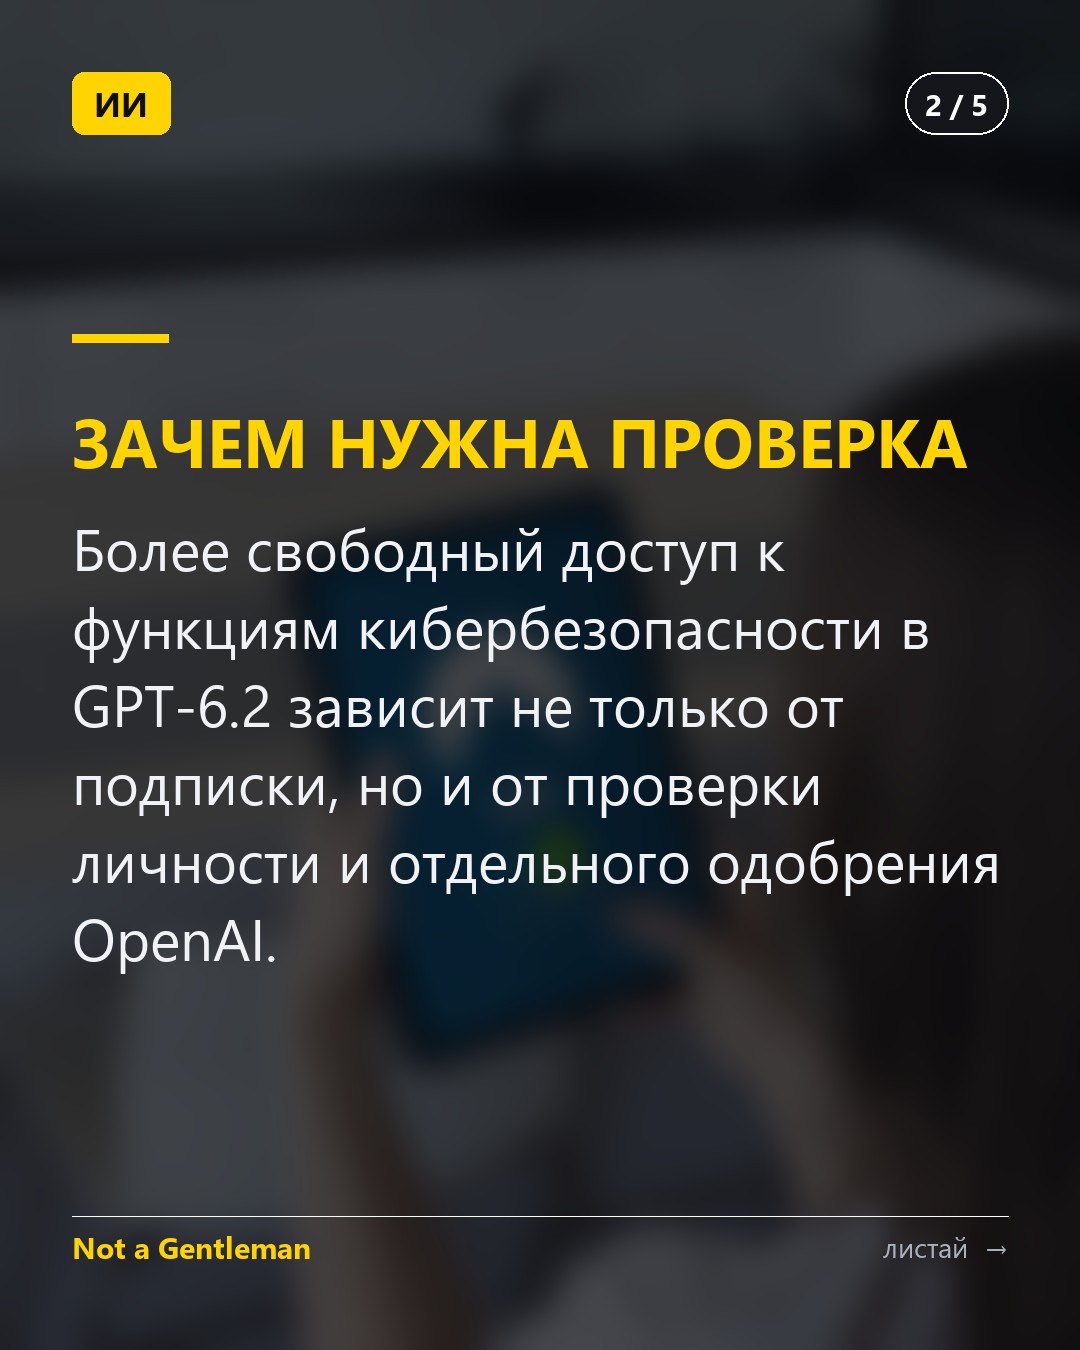 ИИ
2 / 5
ЗАЧЕМ НУЖНА ПРОВЕРКА
Более свободный доступ к
функциям кибербезопасности в
GPT-6.2 зависит не только от
подписки, но и от проверки
личности и отдельного одобрения
OpenAI.
Not a Gentleman
листай →